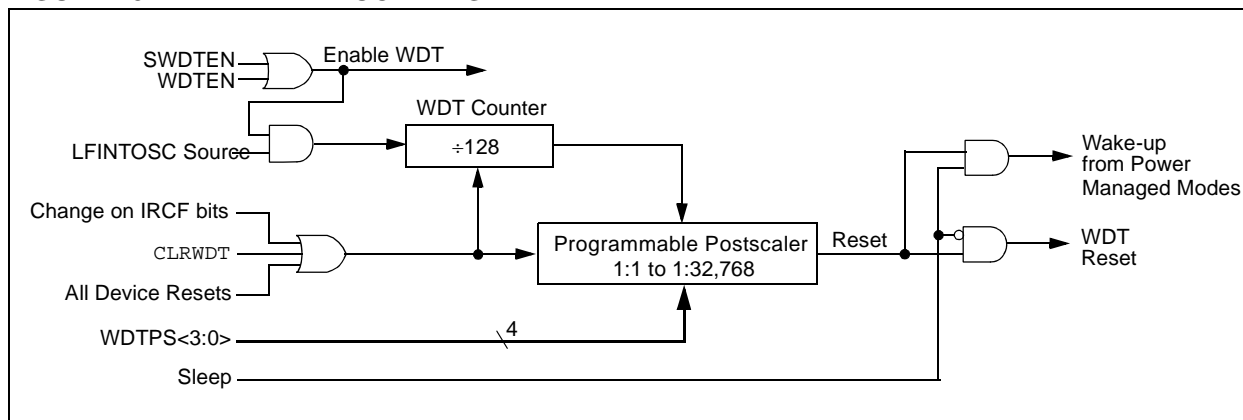 SWDTEN
WDTEN
Enable WDT
WDT Counter
LFINTOSC Source
÷128
Wake-up
from Power
Managed Modes
Change on IRCF bits
CLRWDT
All Device Resets
Programmable Postscaler
1:1 to 1:32,768
Reset
WDT
Reset
WDTPS<3:0>
4
Sleep